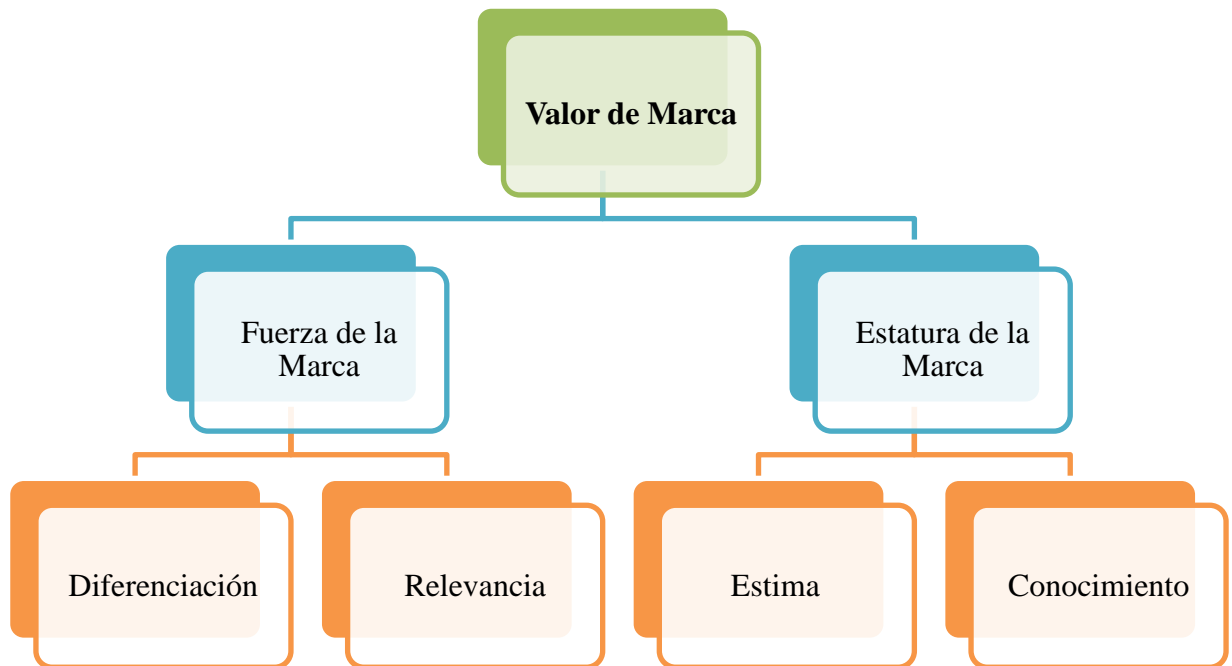 Valor de Marca
Fuerza de la
Marca
Estatura de la
Marca
Diferenciación
Relevancia
Estima
Conocimiento